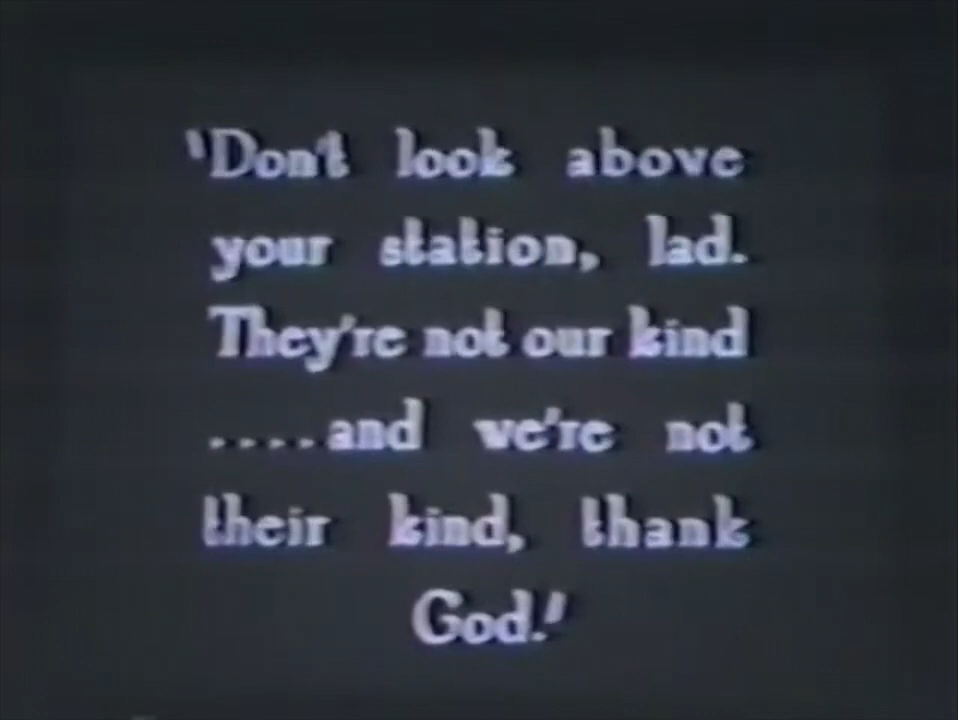 "Don't look above
your station, lad.
They're not our kind
....and we're not
their kind, thank
God."